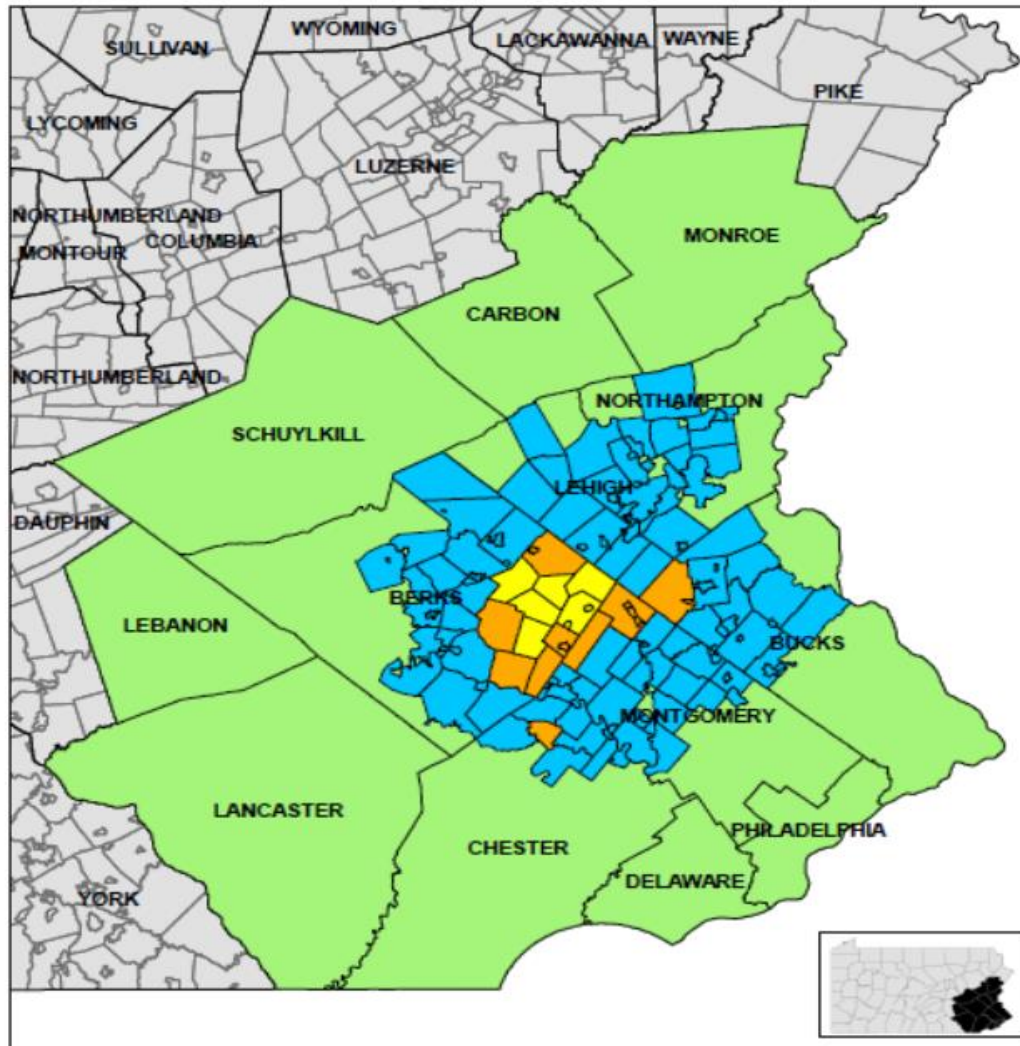 WYOMING
SULLIVAN
LACKAWANNA
WAYNE
PIKE
LYCOMING
LUZERNE
NORTHUMBERLAND
COLUMBIA
MONTOUR
MONROE
CARBON
NORTHUMBERLAND
NORTHAMPTON
SCHUYLKILL
LEHIGH
DAUPHIN
BERKS
LEBANON
BUCKS
MONTGOMERY
LANCASTER
PHILADELPHIA
CHESTER
DELAWARE
YORK